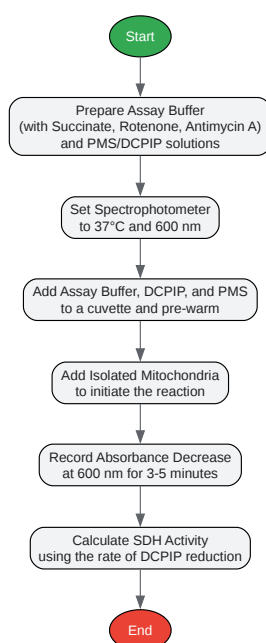 Start
Prepare Assay Buffer
(with Succinate, Rotenone, Antimycin A)
and PMS/DCPIP solutions
Set Spectrophotometer
to 37°C and 600 nm
Add Assay Buffer, DCPIP, and PMS
to a cuvette and pre-warm
Add Isolated Mitochondria
to initiate the reaction
Record Absorbance Decrease
at 600 nm for 3-5 minutes
Calculate SDH Activity
using the rate of DCPIP reduction
End